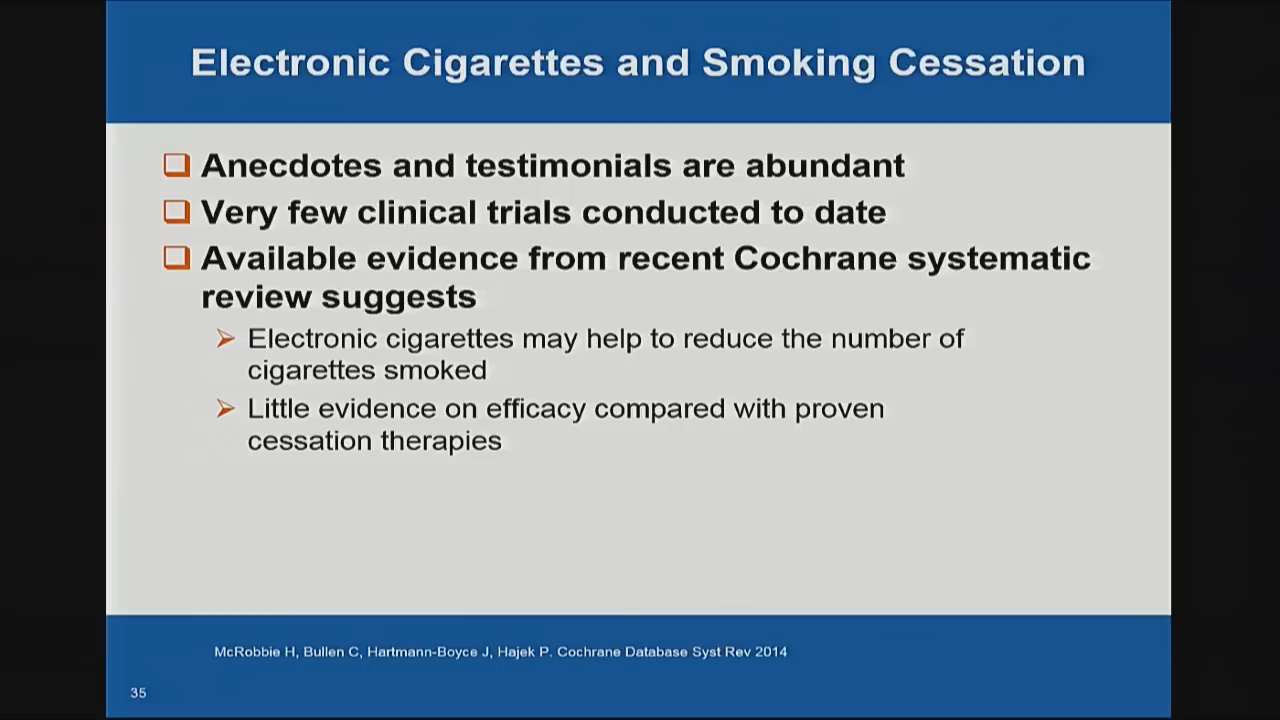 Electronic Cigarettes and Smoking Cessation
Anecdotes and testimonials are abundant
Very few clinical trials conducted to date
Available evidence from recent Cochrane systematic
review suggests
Electronic cigarettes may help to reduce the number of
cigarettes smoked
Little evidence on efficacy compared with proven
cessation therapies
McRobbie H, Bullen C, Hartmann-Boyce J, Hajek P. Cochrane Database Syst Rev 2014
35